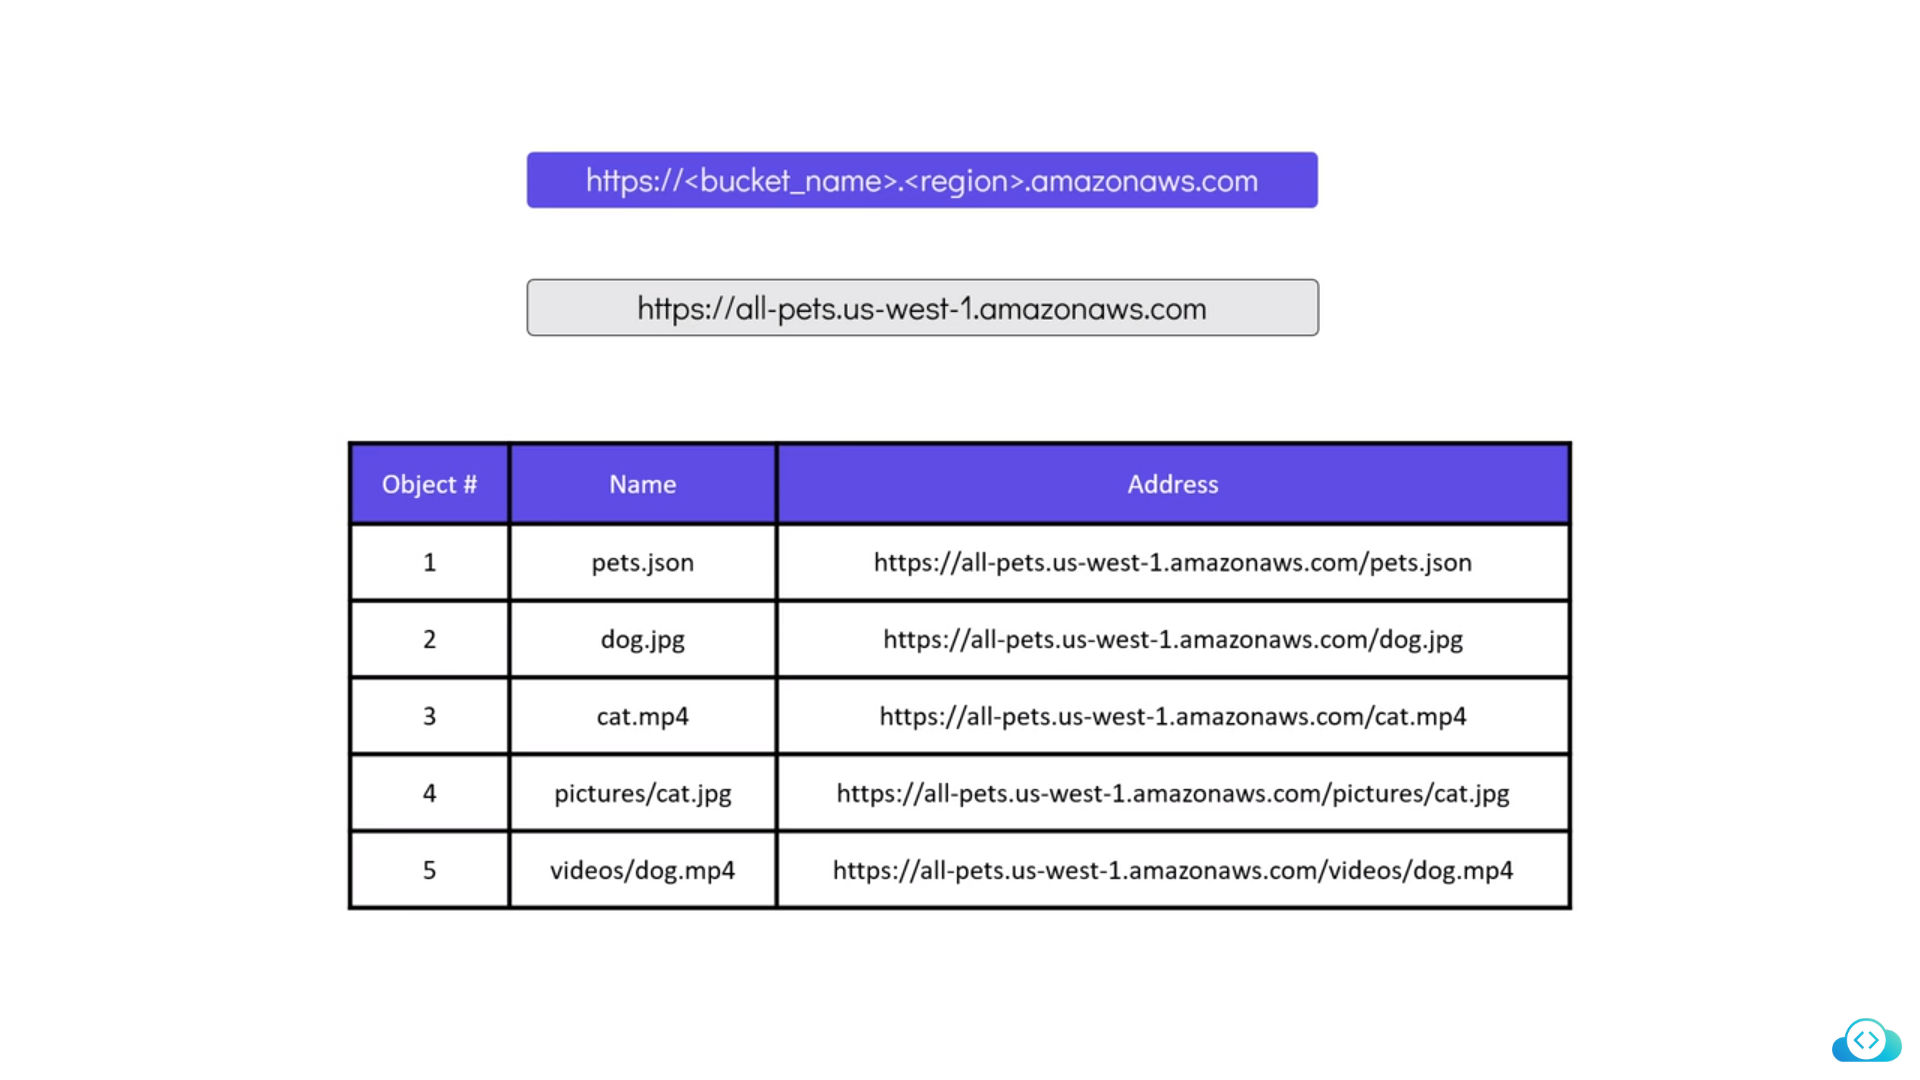 https://<bucket_name>.<region>.amazonaws.com
https://all-pets.us-west-1.amazonaws.com
Object # Name Address
1 pets.json https://all-pets.us-west-1.amazonaws.com/pets.json
2 dog.jpg https://all-pets.us-west-1.amazonaws.com/dog.jpg
3 cat.mp4 https://all-pets.us-west-1.amazonaws.com/cat.mp4
4 pictures/cat.jpg https://all-pets.us-west-1.amazonaws.com/pictures/cat.jpg
5 videos/dog.mp4 https://all-pets.us-west-1.amazonaws.com/videos/dog.mp4